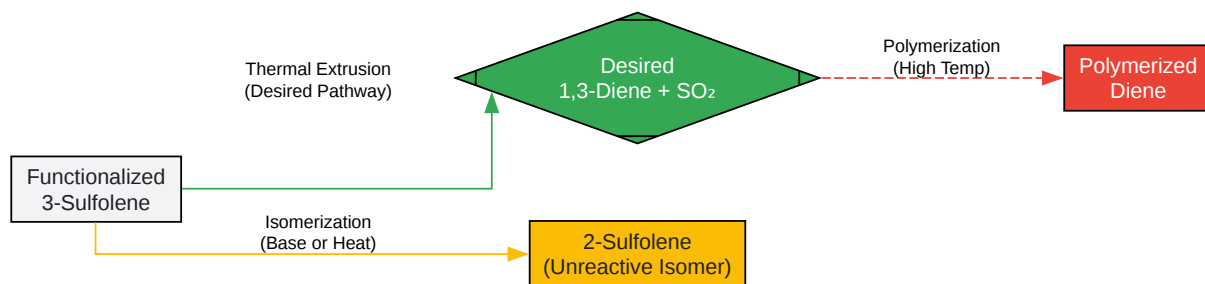 Thermal Extrusion
(Desired Pathway)
Desired
1,3-Diene + SO₂
Polymerization
(High Temp)
Polymerized
Diene
Functionalized
3-Sulfolene
Isomerization
(Base or Heat)
2-Sulfolene
(Unreactive Isomer)